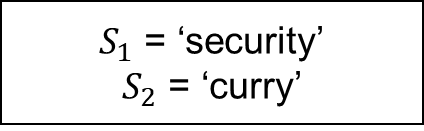 S₁ = ‘security’
S₂ = ‘curry’